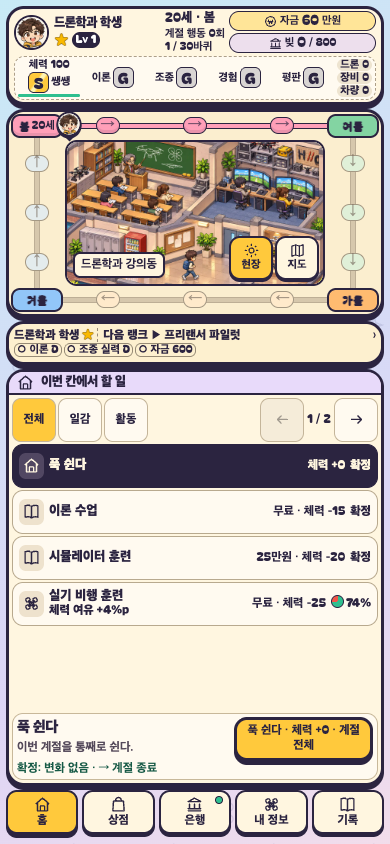 드론학과 학생
Lv 1
20세 · 봄
계절 행동 0회
1 / 30바퀴
자금 60 만원
빚 0 / 800
체력 100
S 쌩쌩
이론 G
조종 G
경험 G
평판 G
드론 0
장비 0
차량 0
봄 20세
여름
드론학과 강의동
현장
지도
겨울
가을
드론학과 학생 다음 랭크 ▶ 프리랜서 파일럿
이론 D
조종 실력 D
자금 600
이번 칸에서 할 일
전체
일감
활동
←
1 / 2
→
푹 쉰다
체력 +0 확정
이론 수업
무료 · 체력 -15 확정
시뮬레이터 훈련
25만원 · 체력 -20 확정
실기 비행 훈련
체력 여유 +4%p
무료 · 체력 -25 74%
푹 쉰다
이번 계절을 통째로 쉰다.
확정: 변화 없음 · → 계절 종료
푹 쉰다 · 체력 +0 · 계절
전체
홈
상점
은행
내 정보
기록